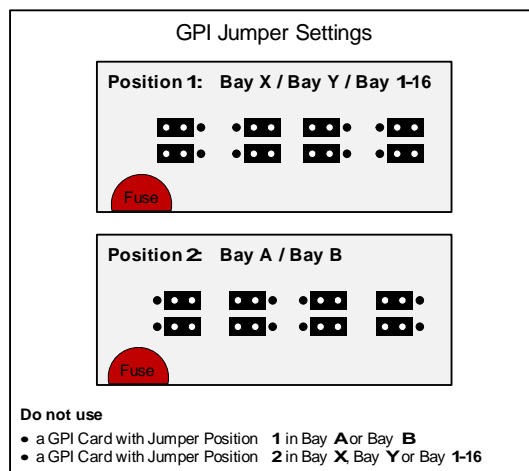 GPI Jumper Settings
Position 1: Bay X / Bay Y / Bay 1-16
Fuse
Position 2: Bay A / Bay B
Fuse
Do not use
• a GPI Card with Jumper Position 1 in Bay A or Bay B
• a GPI Card with Jumper Position 2 in Bay X, Bay Y or Bay 1-16